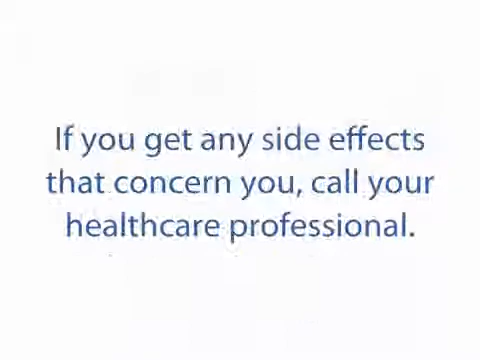 If you get any side effects
that concern you, call your
healthcare professional.